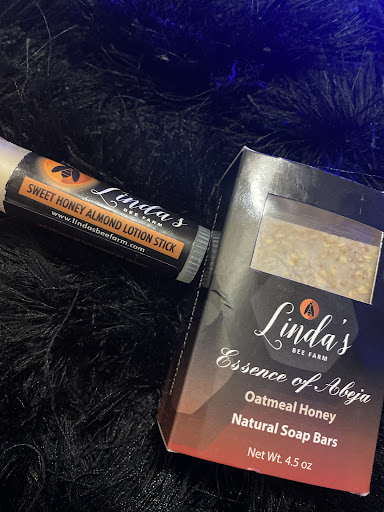 Linda's
BEE FARM
SWEET HONEY ALMOND LOTION STICK
www.lindasbeefarm.com
Linda's
BEE FARM
Essence of Abeja
Oatmeal Honey
Natural Soap Bars
Net Wt. 4.5 oz